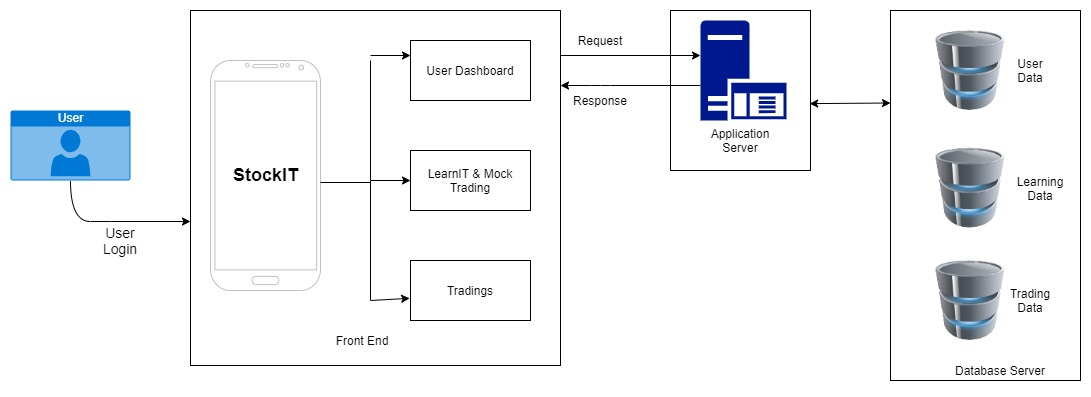 User
User
Login
StockIT
User Dashboard
LearnIT & Mock
Trading
Tradings
Front End
Request
Response
Application
Server
User
Data
Learning
Data
Trading
Data
Database Server